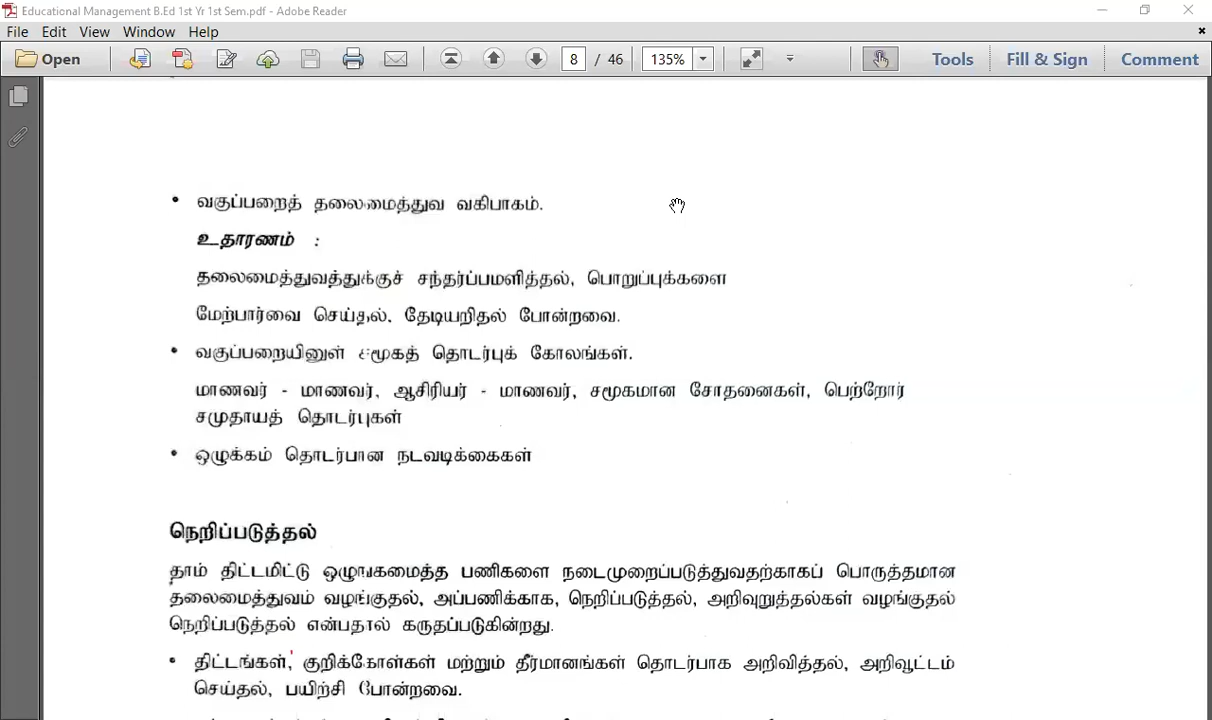 Educational Management B.Ed 1st Yr 1st Sem.pdf - Adobe Reader
File Edit View Window Help
Open 8 / 46 135% Tools Fill & Sign Comment
• வகுப்பறைத் தலைமைத்துவ வகிபாகம்.
உதாரணம் :
தலைமைத்துவத்துக்குச் சந்தர்ப்பமளித்தல், பொறுப்புக்களை
மேற்பார்வை செய்தல், தேடியறிதல் போன்றவை.
• வகுப்பறையினுள் சமூகத் தொடர்புக் கோலங்கள்.
மாணவர் - மாணவர், ஆசிரியர் - மாணவர், சமூகமான சோதனைகள், பெற்றோர்
சமுதாயத் தொடர்புகள்
• ஒழுக்கம் தொடர்பான நடவடிக்கைகள்
நெறிப்படுத்தல்
தாம் திட்டமிட்டு ஒழுங்கமைத்த பணிகளை நடைமுறைப்படுத்துவதற்காகப் பொருத்தமான
தலைமைத்துவம் வழங்குதல், அப்பணிக்காக, நெறிப்படுத்தல், அறிவுறுத்தல்கள் வழங்குதல்
நெறிப்படுத்தல் என்பதால் கருதப்படுகின்றது.
• திட்டங்கள், குறிக்கோள்கள் மற்றும் தீர்மானங்கள் தொடர்பாக அறிவித்தல், அறிவூட்டம்
செய்தல், பயிற்சி போன்றவை.